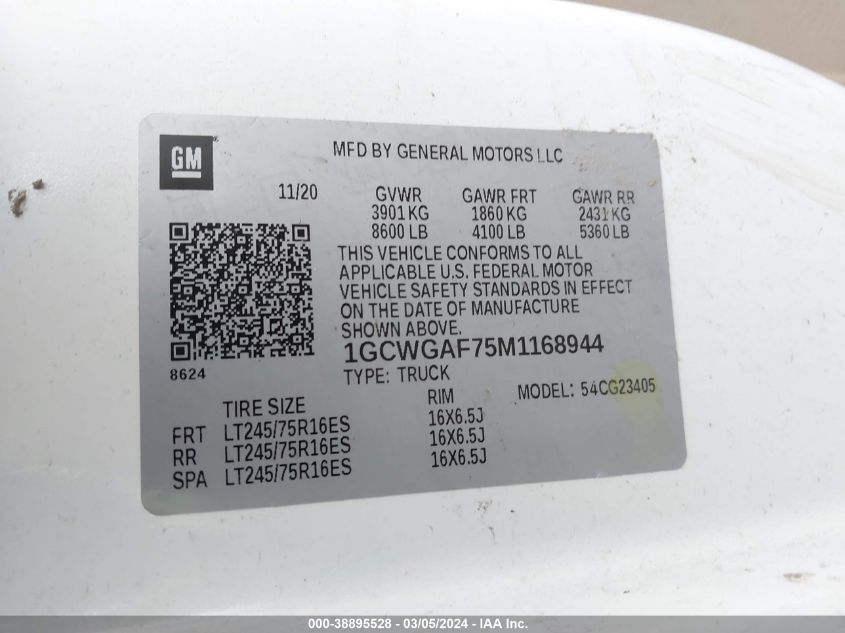 GM
MFD BY GENERAL MOTORS LLC
11/20 GVWR GAWR FRT GAWR RR
3901 KG 1860 KG 2431 KG
8600 LB 4100 LB 5360 LB
THIS VEHICLE CONFORMS TO ALL
APPLICABLE U.S. FEDERAL MOTOR
VEHICLE SAFETY STANDARDS IN EFFECT
ON THE DATE OF MANUFACTURE
SHOWN ABOVE.
1GCWGAF75M1168944
8624
TYPE: TRUCK
MODEL: 54CG23405
TIRE SIZE RIM
FRT LT245/75R16ES 16X6.5J
RR LT245/75R16ES 16X6.5J
SPA LT245/75R16ES 16X6.5J
000-38895528 - 03/05/2024 - IAA Inc.